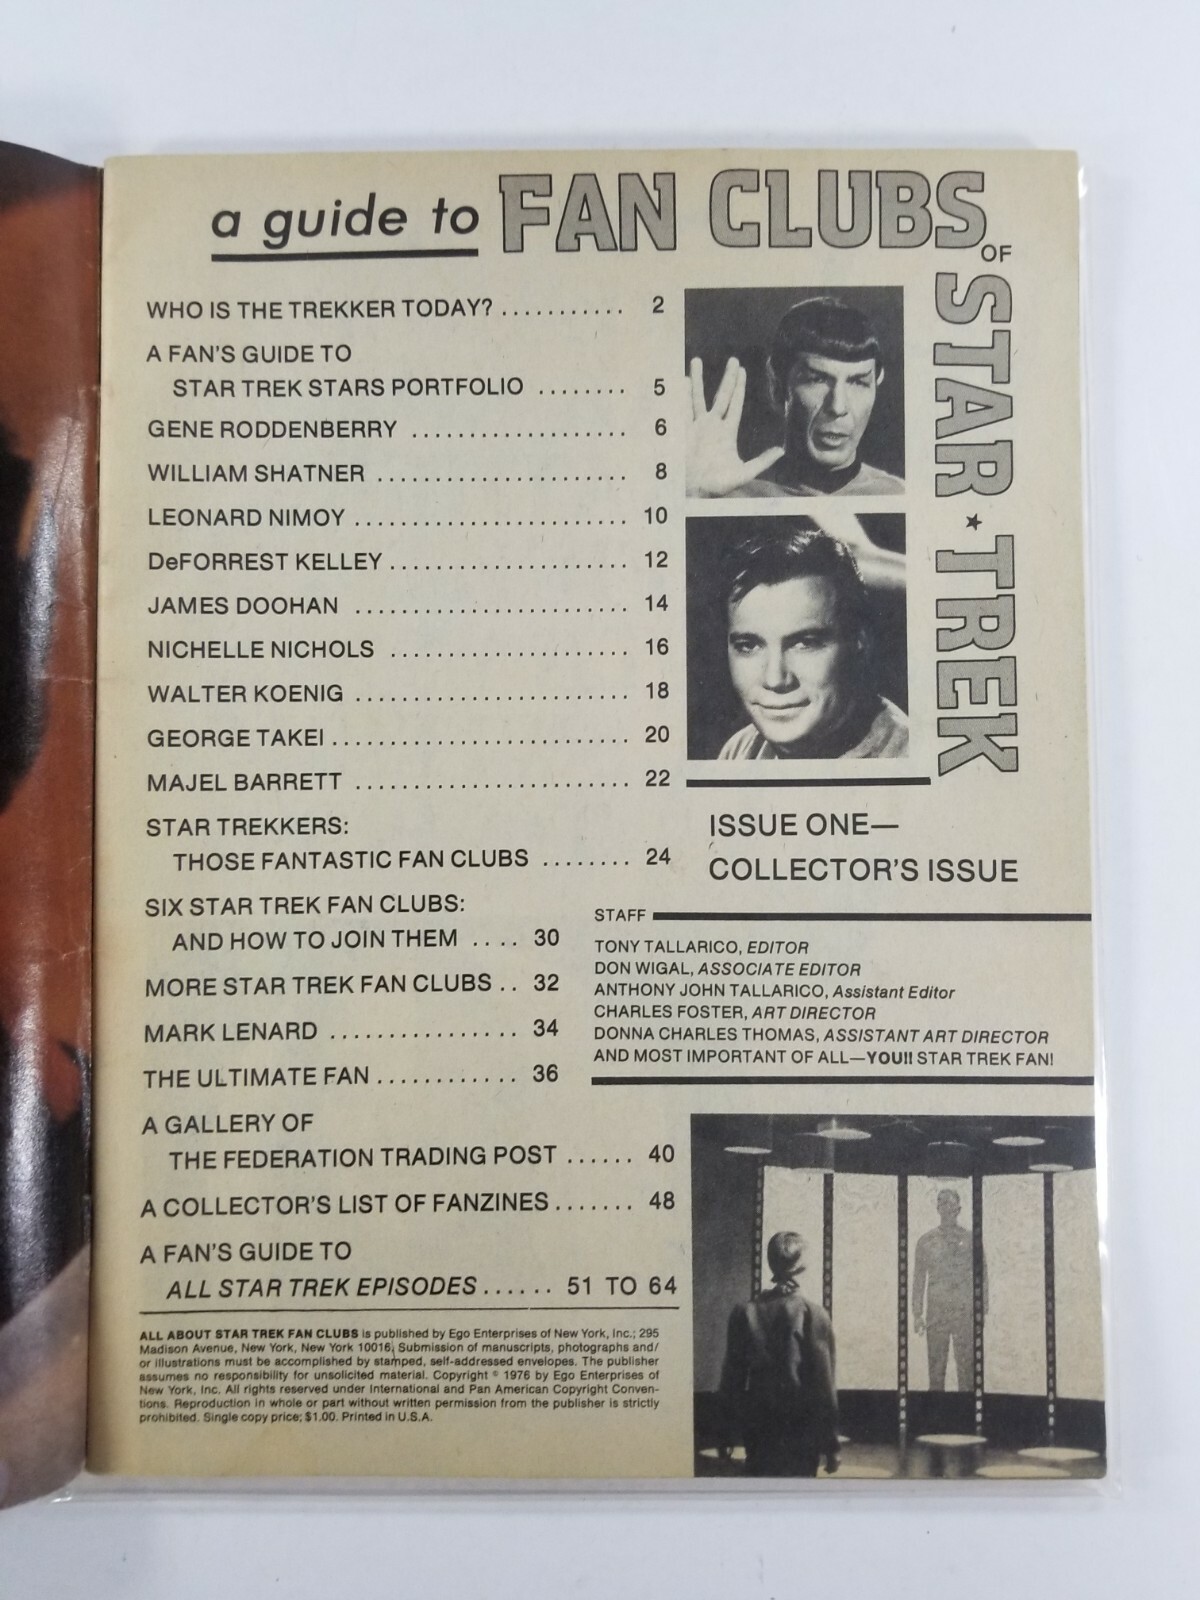 a guide to FAN CLUBS
OF
STAR ★ TREK
WHO IS THE TREKKER TODAY? ........... 2
A FAN'S GUIDE TO
STAR TREK STARS PORTFOLIO ........ 5
GENE RODDENBERRY .................... 6
WILLIAM SHATNER ....................... 8
LEONARD NIMOY ......................... 10
DeFORREST KELLEY ...................... 12
JAMES DOOHAN ......................... 14
NICHELLE NICHOLS ...................... 16
WALTER KOENIG ......................... 18
GEORGE TAKEI ........................... 20
MAJEL BARRETT ......................... 22
STAR TREKKERS:
THOSE FANTASTIC FAN CLUBS ........ 24
SIX STAR TREK FAN CLUBS:
AND HOW TO JOIN THEM .... 30
MORE STAR TREK FAN CLUBS .. 32
MARK LENARD ................ 34
THE ULTIMATE FAN ............ 36
A GALLERY OF
THE FEDERATION TRADING POST ...... 40
A COLLECTOR'S LIST OF FANZINES ....... 48
A FAN'S GUIDE TO
ALL STAR TREK EPISODES ...... 51 TO 64
ISSUE ONE—
COLLECTOR'S ISSUE
STAFF
TONY TALLARICO, EDITOR
DON WIGAL, ASSOCIATE EDITOR
ANTHONY JOHN TALLARICO, Assistant Editor
CHARLES FOSTER, ART DIRECTOR
DONNA CHARLES THOMAS, ASSISTANT ART DIRECTOR
AND MOST IMPORTANT OF ALL—YOU!! STAR TREK FAN!
ALL ABOUT STAR TREK FAN CLUBS is published by Ego Enterprises of New York, Inc.; 295
Madison Avenue, New York, New York 10016. Submission of manuscripts, photographs and/
or illustrations must be accomplished by stamped, self-addressed envelopes. The publisher
assumes no responsibility for unsolicited material. Copyright © 1976 by Ego Enterprises of
New York, Inc. All rights reserved under International and Pan American Copyright Conven-
tions. Reproduction in whole or part without written permission from the publisher is strictly
prohibited. Single copy price; $1.00. Printed in U.S.A.